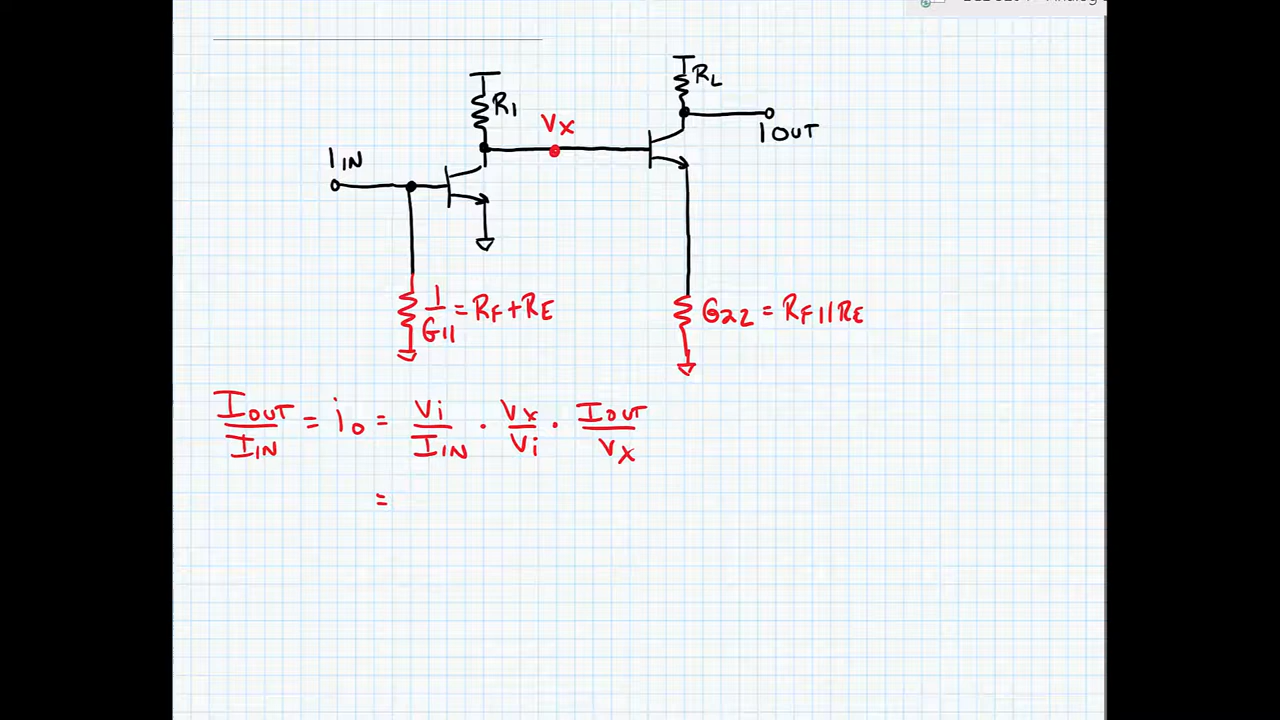 RL
R1
VX
IOUT
IIN
1/G11 = RF+RE
G22 = RF||RE
IOUT/IIN = io = Vi/IIN · Vx/Vi · IOUT/Vx
=